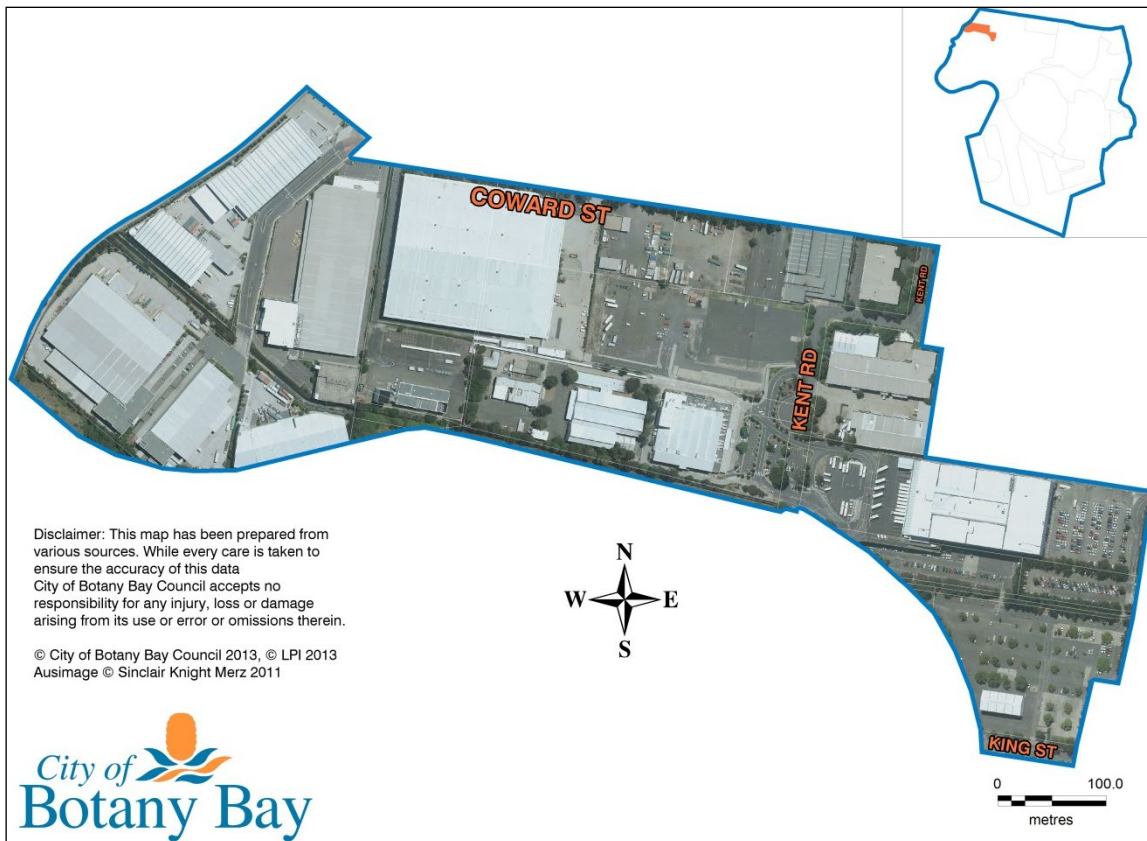 COWARD ST
KENT RD
KENT RD
Disclaimer: This map has been prepared from
various sources. While every care is taken to
ensure the accuracy of this data
City of Botany Bay Council accepts no
responsibility for any injury, loss or damage
arising from its use or error or omissions therein.
© City of Botany Bay Council 2013, © LPI 2013
Ausimage © Sinclair Knight Merz 2011
N
W E
S
KING ST
0 100.0
metres
City of
Botany Bay